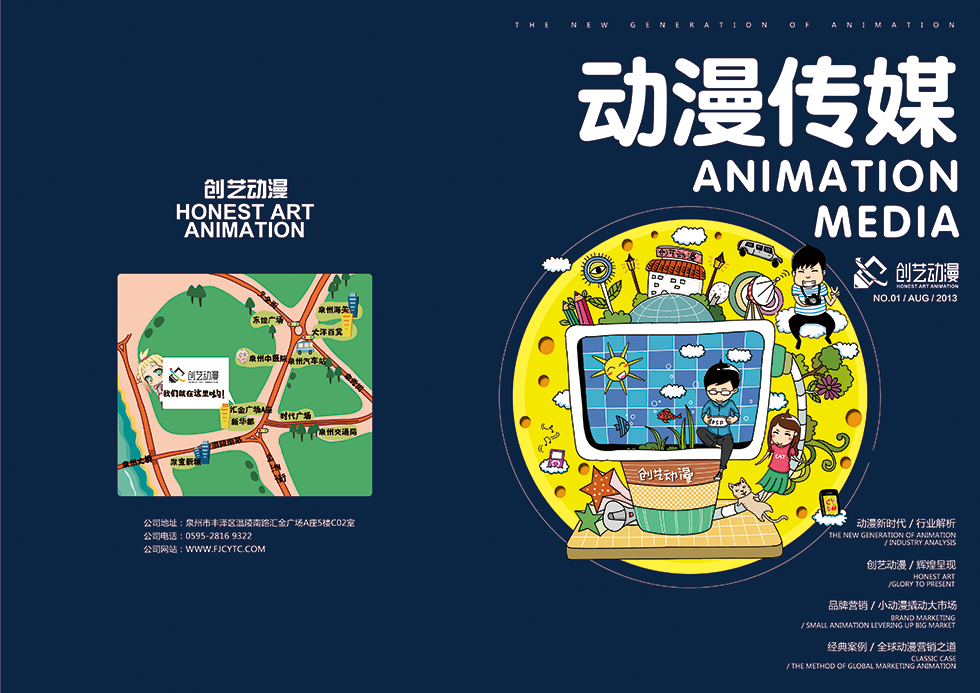 THE NEW GENERATION OF ANIMATION
动漫传媒
ANIMATION
MEDIA
创艺动漫
HONEST ART ANIMATION
NO.01 / AUG / 2013
创艺动漫
HONEST ART
ANIMATION
泉州海关
东煌广场
大洋百货
泉州中医院
泉州汽车站
创艺动漫
我们就在这里哦!
汇金广场A座
新华都
时代广场
泉州交通局
泉州大桥
公司地址：泉州市丰泽区温陵南路汇金广场A座5楼C02室
公司电话：0595-2816 9322
公司网站：WWW.FJCYTC.COM
创艺动漫
PSP
CAT
创艺动漫
动漫新时代 / 行业解析
THE NEW GENERATION OF ANIMATION
/ INDUSTRY ANALYSIS
创艺动漫 / 辉煌呈现
HONEST ART
/GLORY TO PRESENT
品牌营销 / 小动漫撬动大市场
BRAND MARKETING
/ SMALL ANIMATION LEVERING UP BIG MARKET
经典案例 / 全球动漫营销之道
CLASSIC CASE
/ THE METHOD OF GLOBAL MARKETING ANIMATION